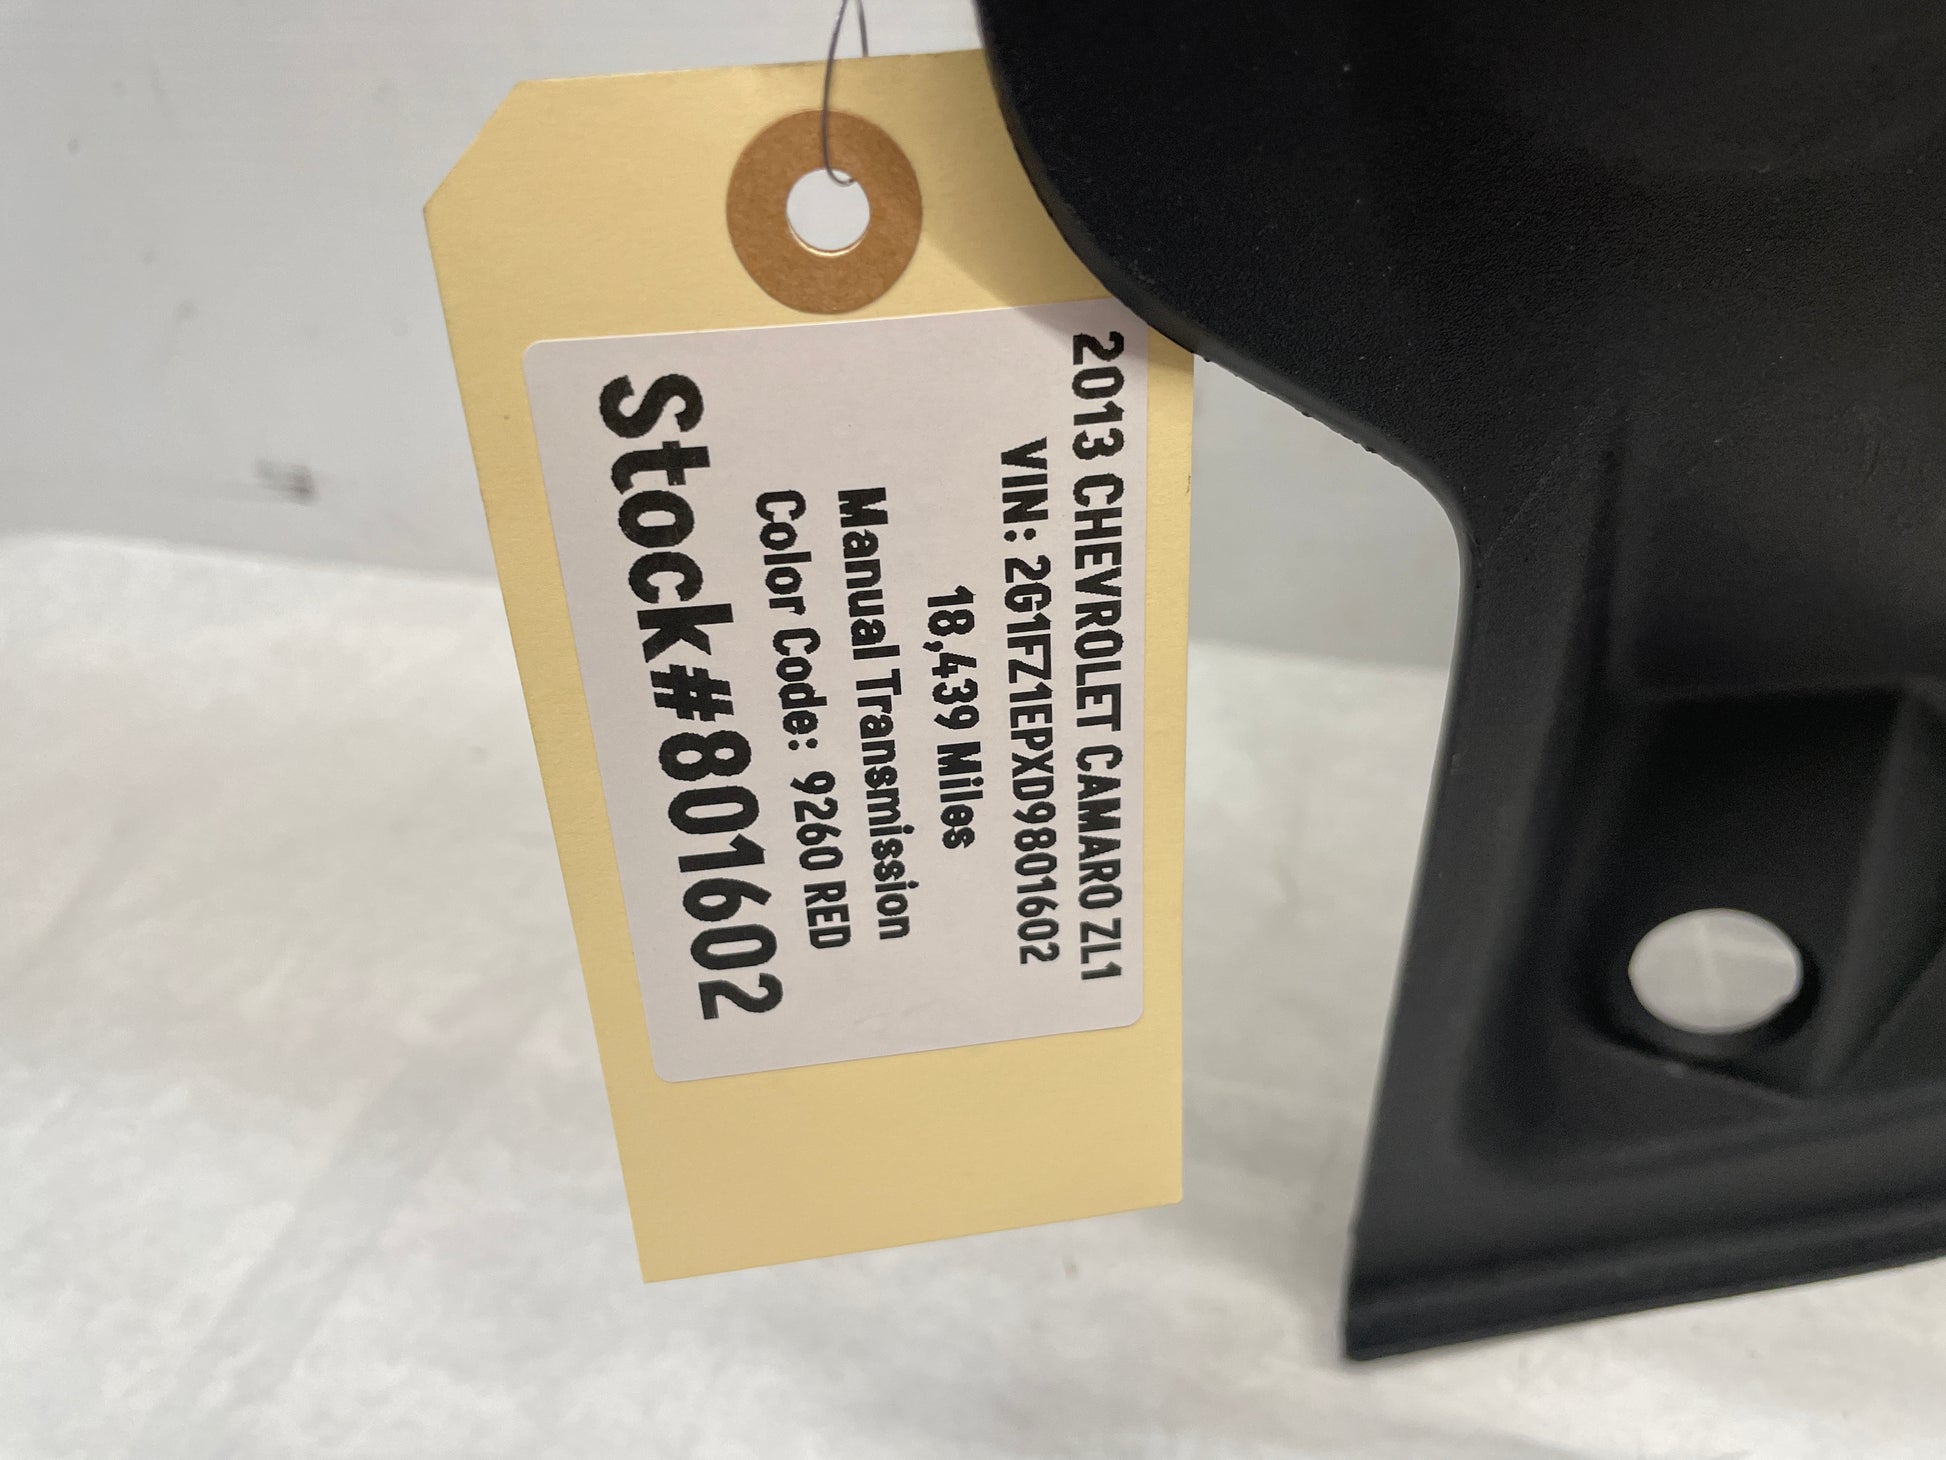 2013 CHEVROLET CAMARO ZL1
VIN: 2G1FZ1EPXD9801602
18,439 Miles
Manual Transmission
Color Code: 9260 RED
Stock#801602